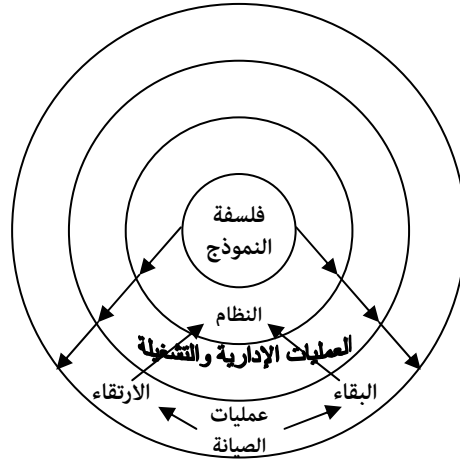 فلسفة
النموذج
النظام
العمليات الإدارية والتشغيلة
البقاء
الارتقاء
عمليات
الصيانة